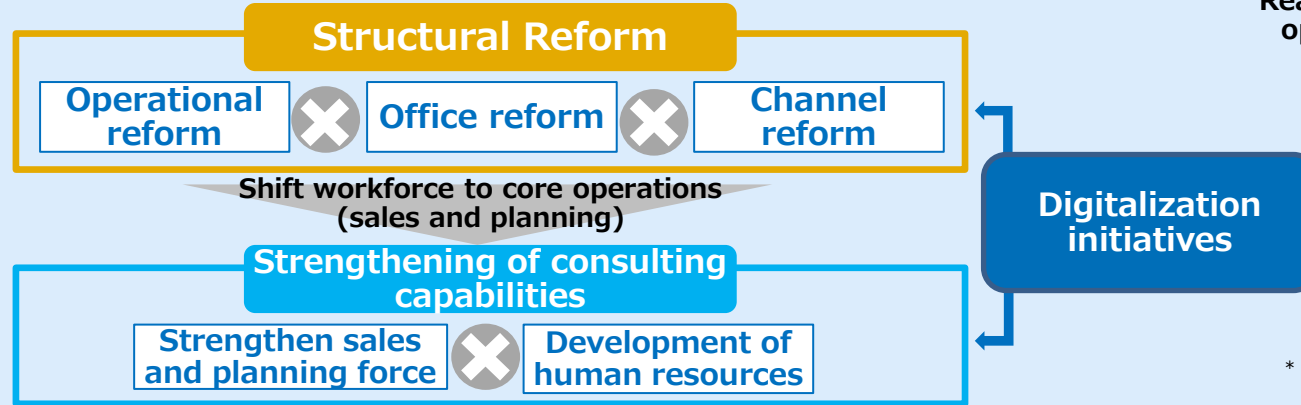 Structural Reform
Operational
reform
Office reform
Channel
reform
Shift workforce to core operations
(sales and planning)
Strengthening of consulting
capabilities
Strengthen sales
and planning force
Development of
human resources
Digitalization
initiatives
*